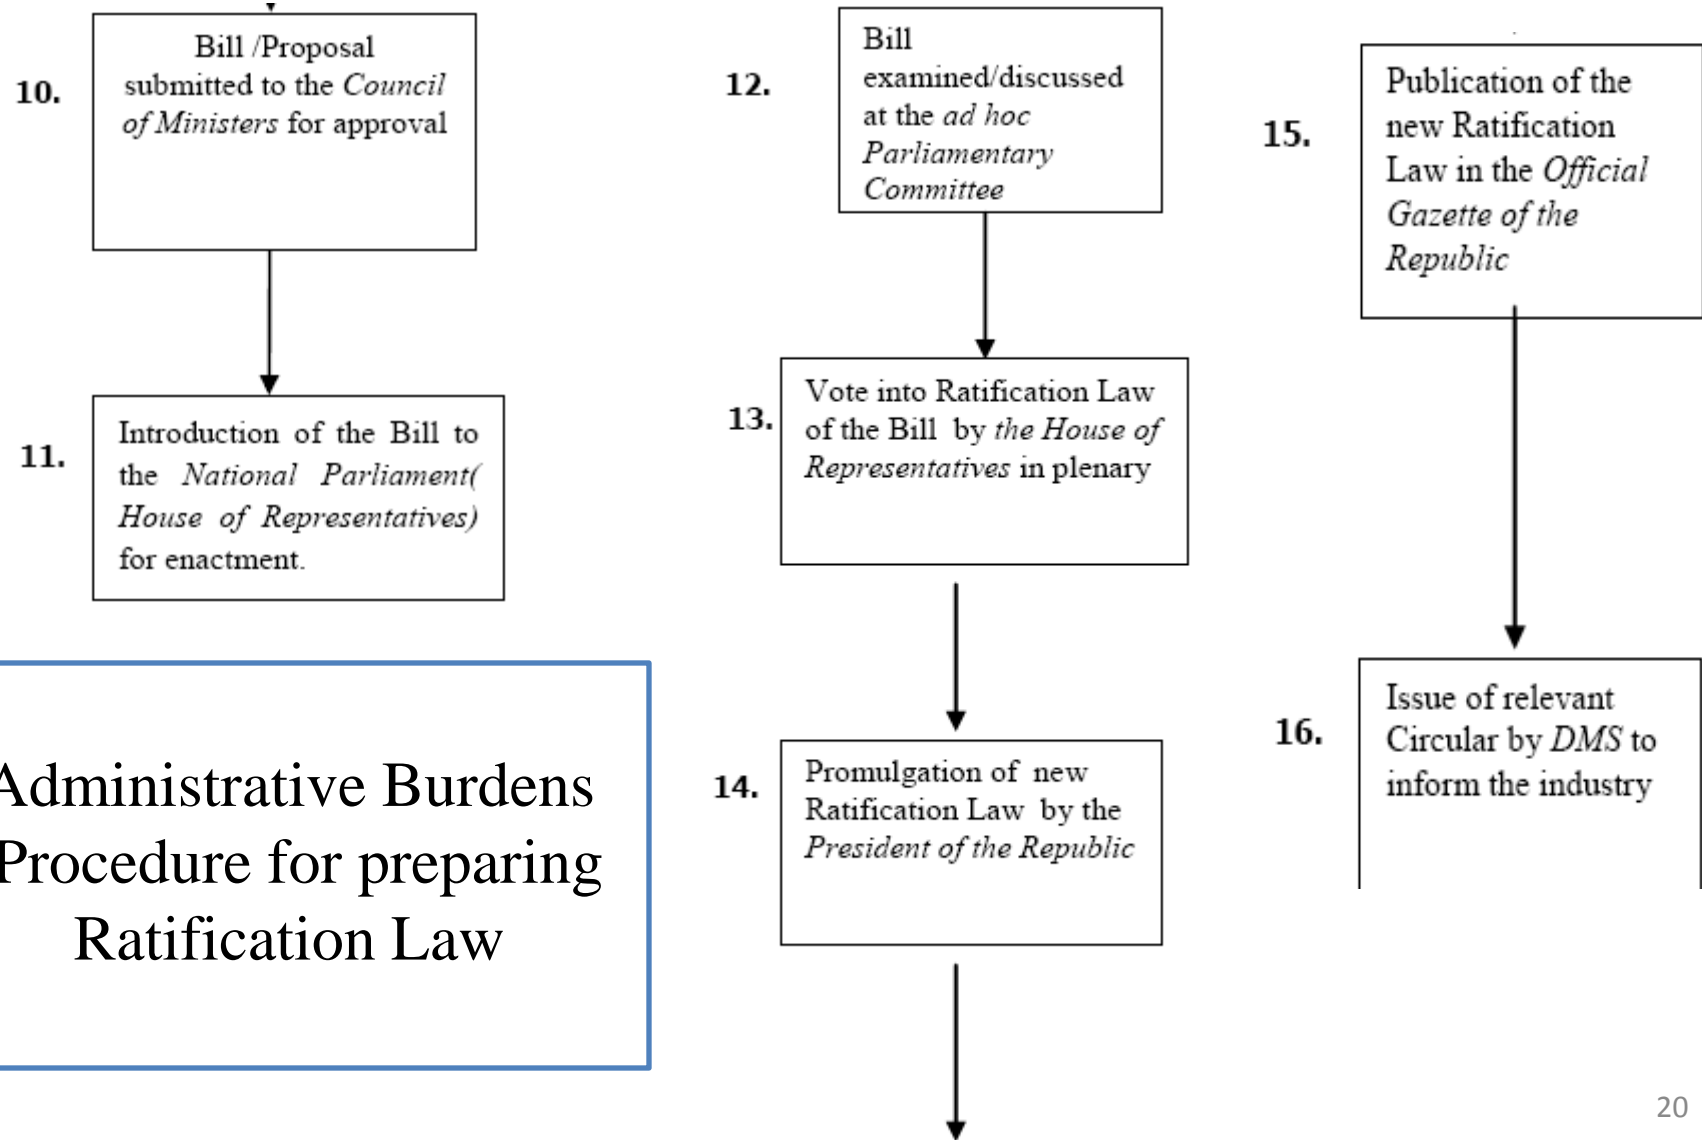 10.
Bill /Proposal
submitted to the Council
of Ministers for approval
11.
Introduction of the Bill to
the National Parliament(
House of Representatives)
for enactment.
Administrative Burdens
Procedure for preparing
Ratification Law
12.
Bill
examined/discussed
at the ad hoc
Parliamentary
Committee
13.
Vote into Ratification Law
of the Bill by the House of
Representatives in plenary
14.
Promulgation of new
Ratification Law by the
President of the Republic
15.
Publication of the
new Ratification
Law in the Official
Gazette of the
Republic
16.
Issue of relevant
Circular by DMS to
inform the industry
20